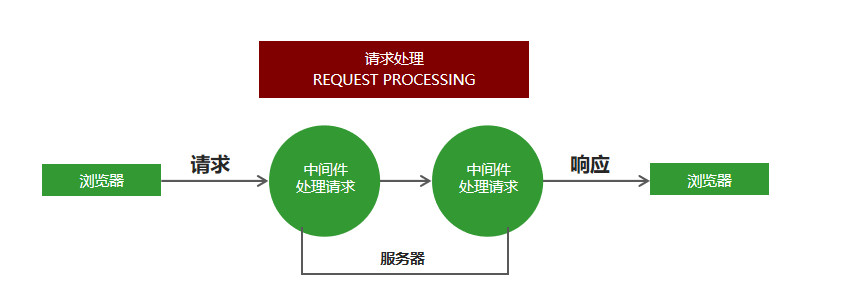 请求处理
REQUEST PROCESSING
浏览器
请求
中间件
处理请求
中间件
处理请求
响应
浏览器
服务器